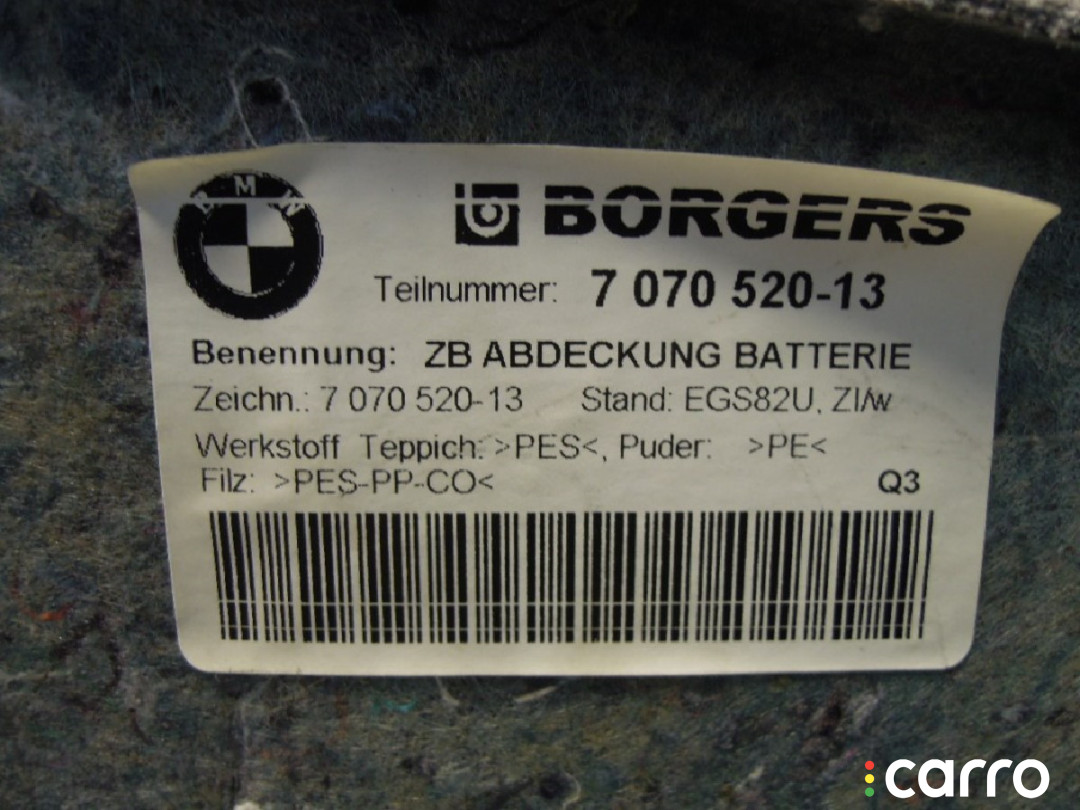 BMW
BORGERS
Teilnummer: 7 070 520-13
Benennung: ZB ABDECKUNG BATTERIE
Zeichn.: 7 070 520-13 Stand: EGS82U, ZI/w
Werkstoff Teppich: >PES<, Puder: >PE<
Filz: >PES-PP-CO< Q3
carro